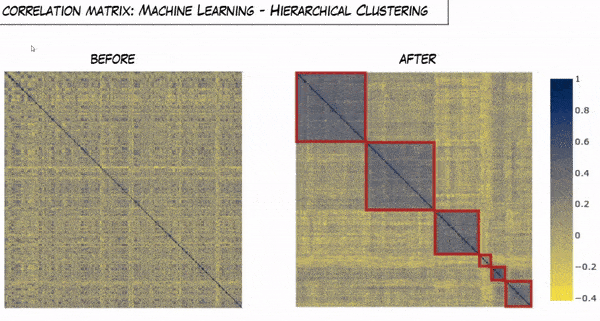 CORRELATION MATRIX: MACHINE LEARNING - HIERARCHICAL CLUSTERING
BEFORE
AFTER
1
0.8
0.6
0.4
0.2
0
−0.2
−0.4